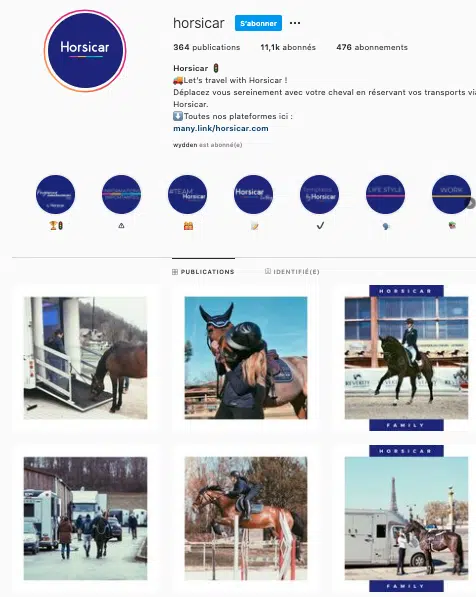 Horsicar
horsicar
S'abonner
364 publications 11,1k abonnés 476 abonnements
Horsicar
Let's travel with Horsicar !
Déplacez vous sereinement avec votre cheval en réservant vos transports via
Horsicar.
Toutes nos plateformes ici :
many.link/horsicar.com
wydden est abonné(e)
#TEAM
Horsicar
Horsicar
Horsicar
LIFE STYLE
WORK
PUBLICATIONS
IDENTIFIÉ(E)
HORSICAR
FAMILY
HORSICAR
FAMILY